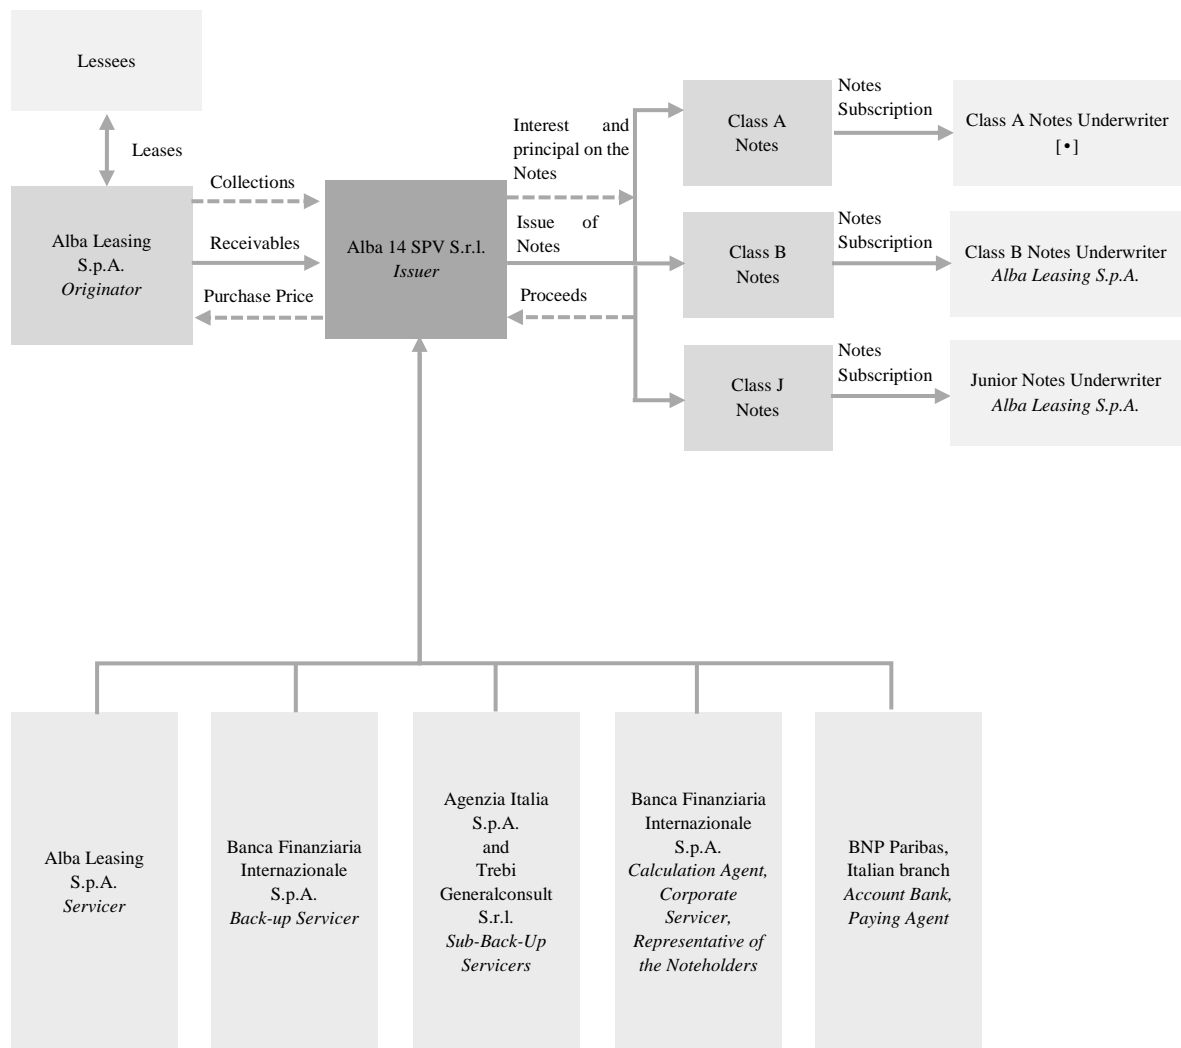 Lessees
Leases
Alba Leasing
S.p.A.
Originator
Collections
Receivables
Purchase Price
Alba 14 SPV S.r.l.
Issuer
Interest and
principal on the
Notes
Issue of
Notes
Proceeds
Class A
Notes
Notes
Subscription
Class A Notes Underwriter
[•]
Class B
Notes
Notes
Subscription
Class B Notes Underwriter
Alba Leasing S.p.A.
Class J
Notes
Notes
Subscription
Junior Notes Underwriter
Alba Leasing S.p.A.
Alba Leasing
S.p.A.
Servicer
Banca Finanziaria
Internazionale
S.p.A.
Back-up Servicer
Agenzia Italia
S.p.A.
and
Trebi
Generalconsult
S.r.l.
Sub-Back-Up
Servicers
Banca Finanziaria
Internazionale
S.p.A.
Calculation Agent,
Corporate
Servicer,
Representative of
the Noteholders
BNP Paribas,
Italian branch
Account Bank,
Paying Agent